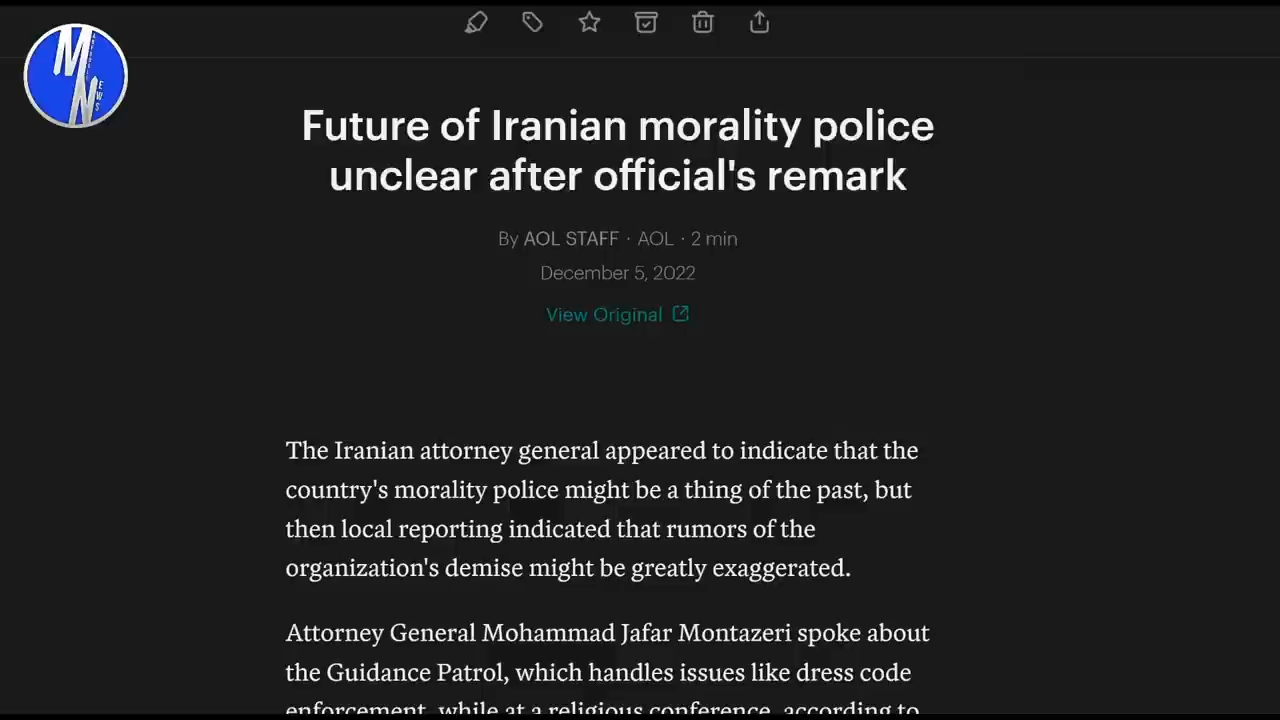 MN
Future of Iranian morality police
unclear after official's remark
By AOL STAFF · AOL · 2 min
December 5, 2022
View Original
The Iranian attorney general appeared to indicate that the
country's morality police might be a thing of the past, but
then local reporting indicated that rumors of the
organization's demise might be greatly exaggerated.
Attorney General Mohammad Jafar Montazeri spoke about
the Guidance Patrol, which handles issues like dress code
enforcement, while at a religious conference, according to